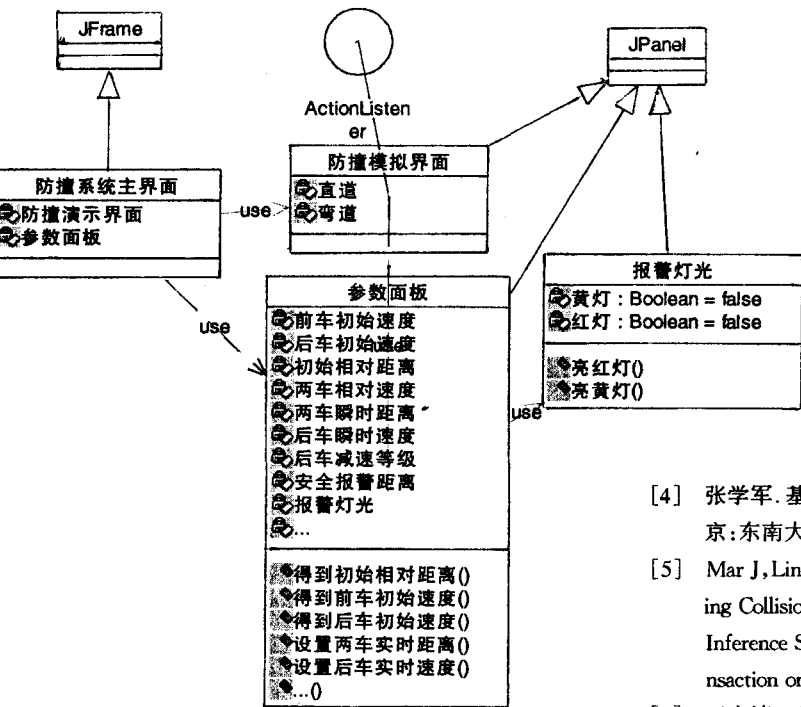 JFrame
JPanel
ActionListen
er
防撞系统主界面
防撞演示界面
参数面板
use
防撞模拟界面
直道
弯道
use
参数面板
前车初始速度
后车初始速度
use
初始相对距离
两车相对速度
两车瞬时距离
后车瞬时速度
后车减速等级
安全报警距离
报警灯光
...
得到初始相对距离()
得到前车初始速度()
得到后车初始速度()
设置两车实时距离()
设置后车实时速度()
...()
use
报警灯光
黄灯 : Boolean = false
红灯 : Boolean = false
亮红灯()
亮黄灯()
[4] 张学军.基
京:东南大
[5] Mar J,Lin
ing Collisio
Inference S
nsaction or